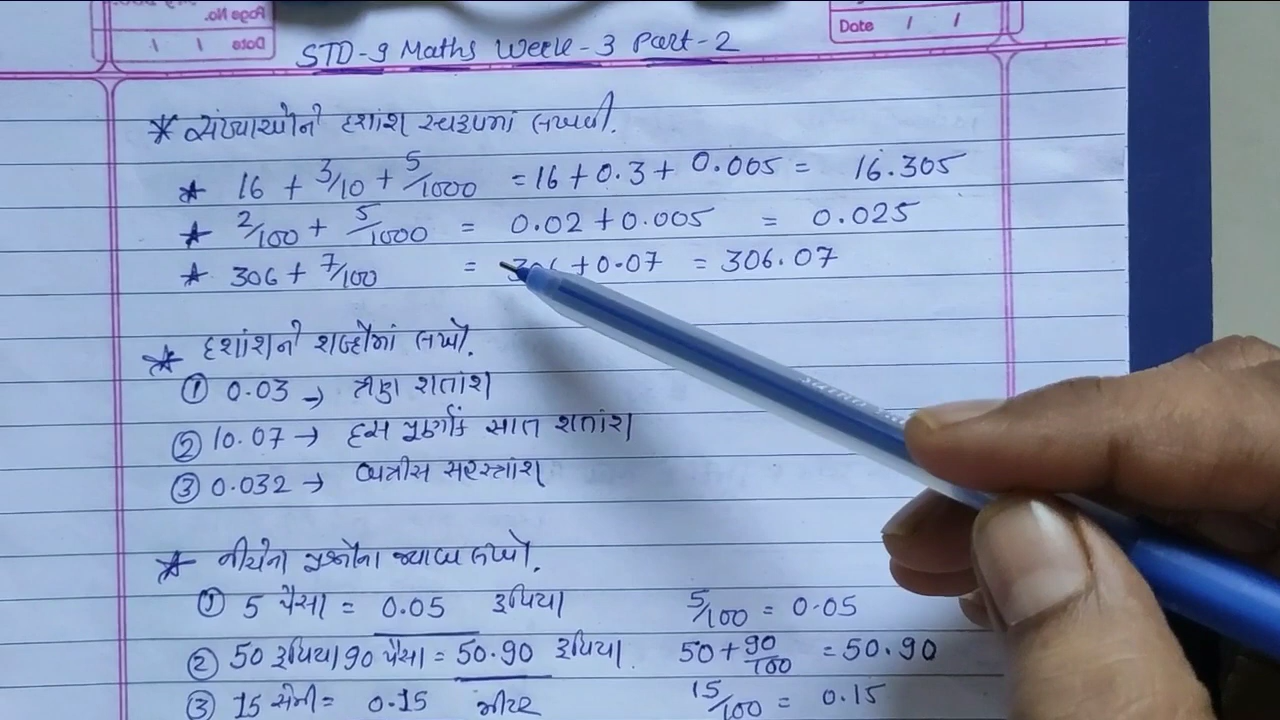 Page No.
Date / /
Date / /
STD-9 Maths Week-3 Part-2
* સંખ્યાઓને દશાંશ સ્વરૂપમાં લખવી.
* 16 + 3/10 + 5/1000 = 16 + 0.3 + 0.005 = 16.305
* 2/100 + 5/1000 = 0.02 + 0.005 = 0.025
* 306 + 7/100 = 306 + 0.07 = 306.07
* દશાંશને શબ્દોમાં લખો.
① 0.03 → ત્રણ શતાંશ
② 10.07 → દસ પૂર્ણાંક સાત શતાંશ
③ 0.032 → બત્રીસ સહસ્ત્રાંશ
* નીચેના પ્રશ્નોના જવાબ લખો.
① 5 પૈસા = 0.05 રૂપિયા 5/100 = 0.05
② 50 રૂપિયા 90 પૈસા = 50.90 રૂપિયા. 50 + 90/100 = 50.90
③ 15 સેમી = 0.15 મીટર 15/100 = 0.15